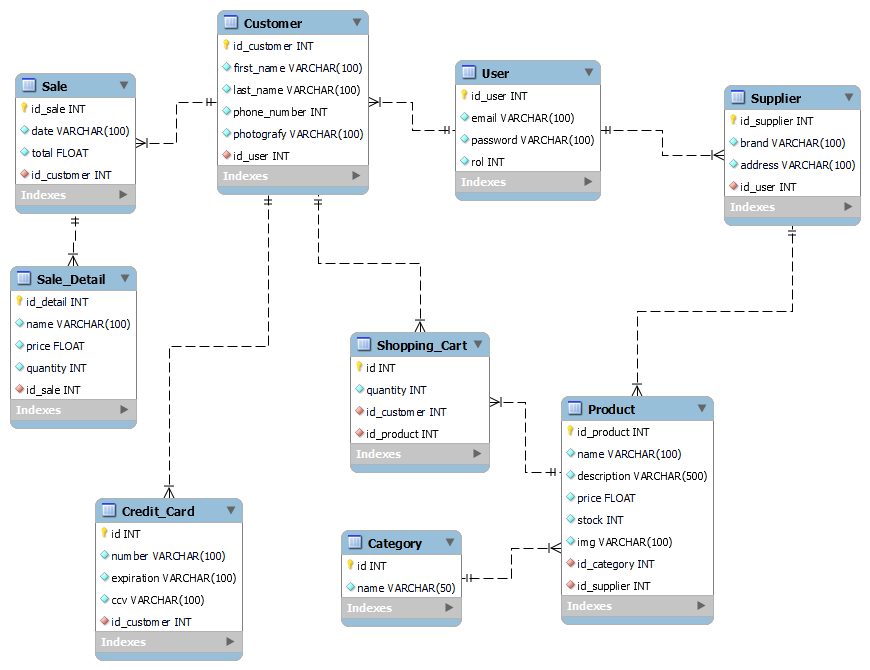 Customer
id_customer INT
first_name VARCHAR(100)
last_name VARCHAR(100)
phone_number INT
photografy VARCHAR(100)
id_user INT
Indexes
Sale
id_sale INT
date VARCHAR(100)
total FLOAT
id_customer INT
Indexes
User
id_user INT
email VARCHAR(100)
password VARCHAR(100)
rol INT
Indexes
Supplier
id_supplier INT
brand VARCHAR(100)
address VARCHAR(100)
id_user INT
Indexes
Sale_Detail
id_detail INT
name VARCHAR(100)
price FLOAT
quantity INT
id_sale INT
Indexes
Shopping_Cart
id INT
quantity INT
id_customer INT
id_product INT
Indexes
Product
id_product INT
name VARCHAR(100)
description VARCHAR(500)
price FLOAT
stock INT
img VARCHAR(100)
id_category INT
id_supplier INT
Indexes
Credit_Card
id INT
number VARCHAR(100)
expiration VARCHAR(100)
ccv VARCHAR(100)
id_customer INT
Indexes
Category
id INT
name VARCHAR(50)
Indexes